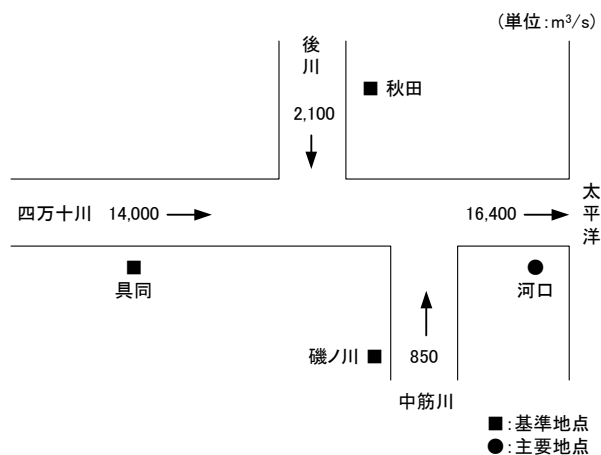 (単位:m³/s)
後川
秋田
2,100
四万十川 14,000
16,400
太平洋
具同
河口
磯ノ川
850
中筋川
■:基準地点
●:主要地点